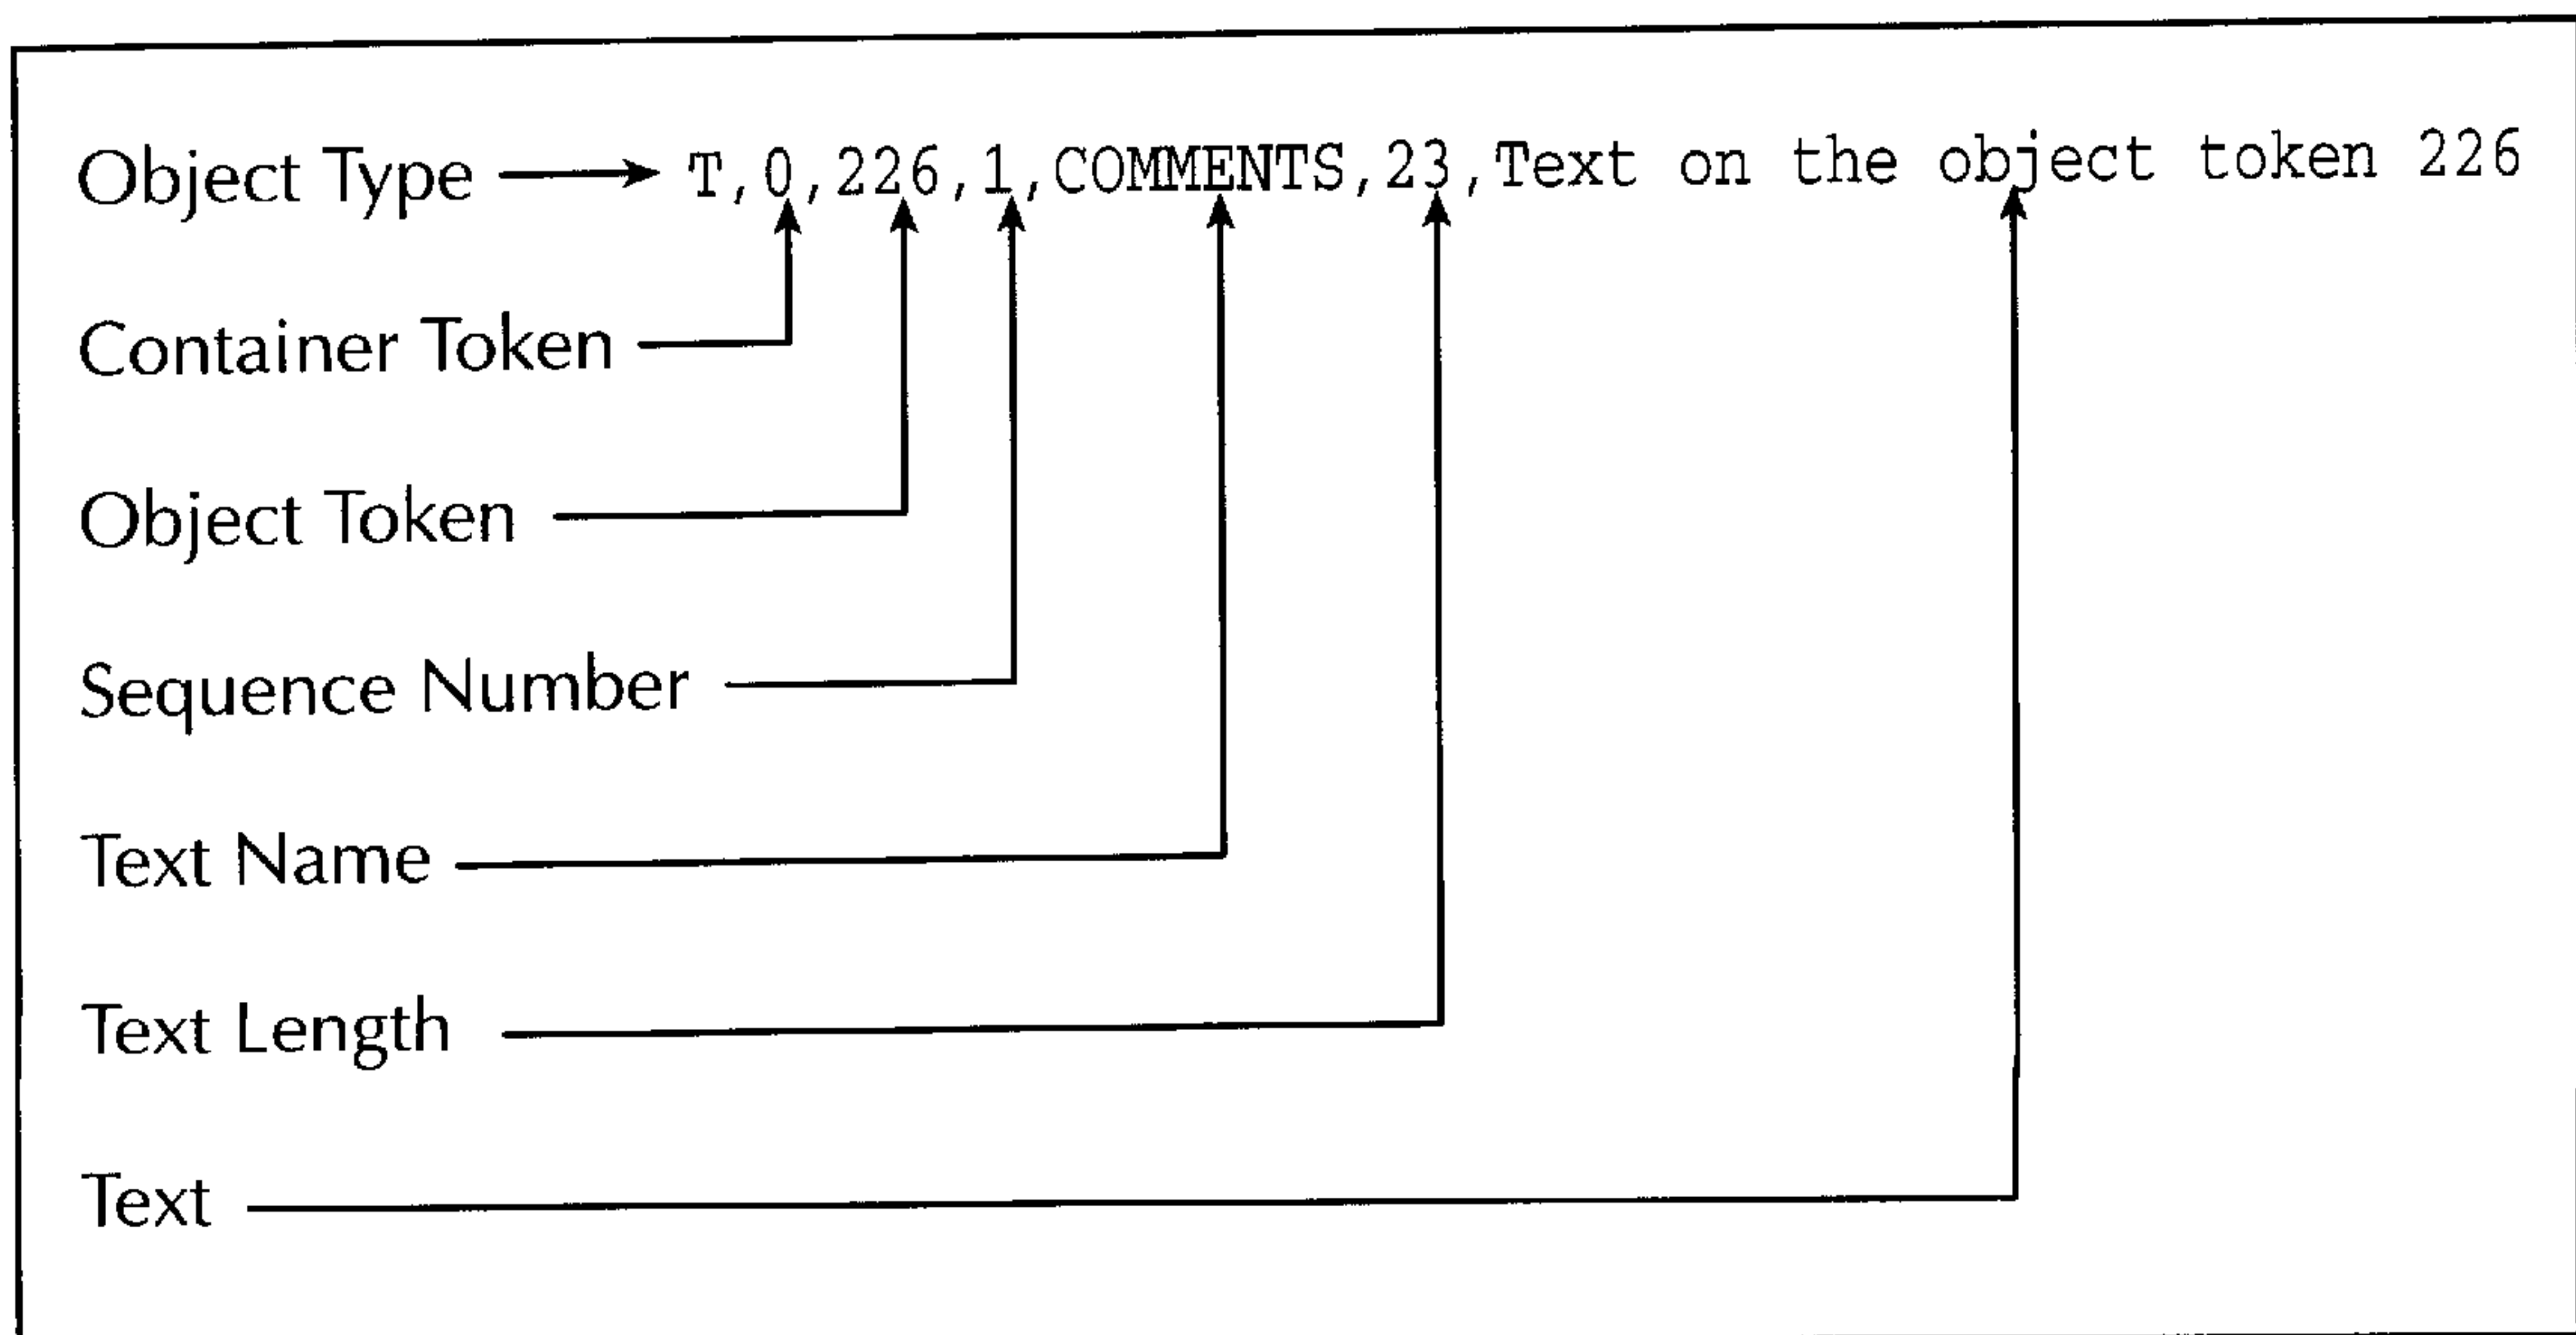 Object Type T,0,226,1,COMMENTS,23,Text on the object token 226
Container Token
Object Token
Sequence Number
Text Name
Text Length
Text